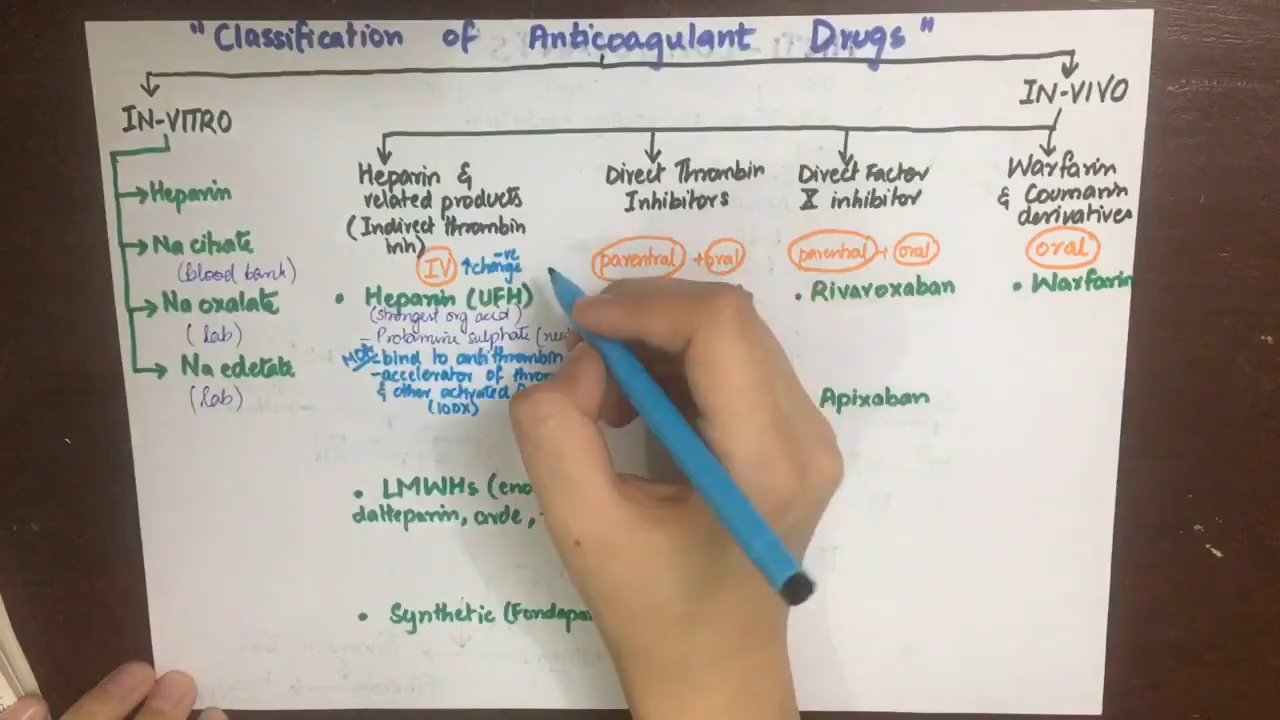 "Classification of Anticoagulant Drugs"
IN-VITRO
Heparin
Na citrate
(blood bank)
Na oxalate
(lab)
Na edetate
(lab)
IN-VIVO
Heparin &
related products
(Indirect thrombin
inh)
IV ↑ -ve
change
• Heparin (UFH)
(strongest org acid)
- Protamine sulphate
bind to antithrombin
-accelerator of
& other activated
(100X)
• LMWHs
dalteparin,
• Synthetic
Direct Thrombin
Inhibitors
parentral + oral
Direct Factor
X inhibitor
parentral + oral
• Rivaroxaban
Apixaban
Warfarin
& Coumarin
derivatives
oral
• Warfarin